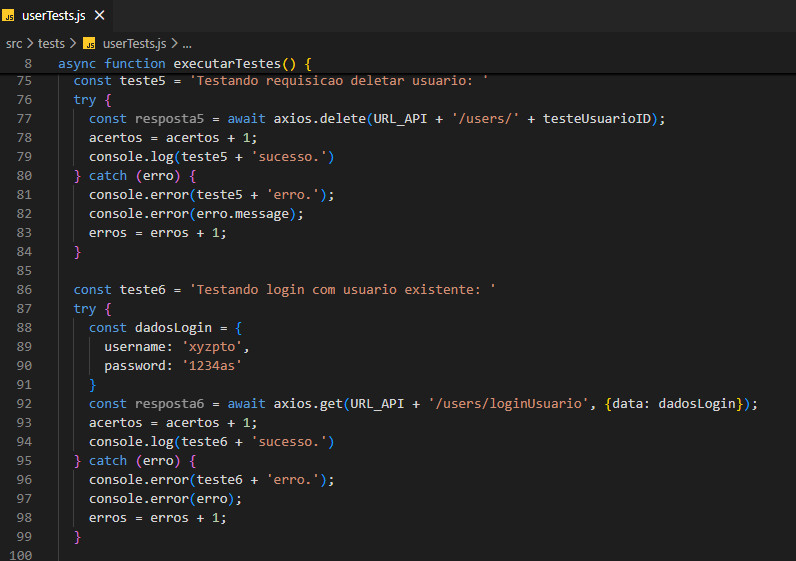 JS userTests.js ×
src > tests > JS userTests.js > ...
8 async function executarTestes() {
75 const teste5 = 'Testando requisicao deletar usuario: '
76 try {
77 const resposta5 = await axios.delete(URL_API + '/users/' + testeUsuarioID);
78 acertos = acertos + 1;
79 console.log(teste5 + 'sucesso.')
80 } catch (erro) {
81 console.error(teste5 + 'erro.');
82 console.error(erro.message);
83 erros = erros + 1;
84 }
85
86 const teste6 = 'Testando login com usuario existente: '
87 try {
88 const dadosLogin = {
89 username: 'xyzpto',
90 password: '1234as'
91 }
92 const resposta6 = await axios.get(URL_API + '/users/loginUsuario', {data: dadosLogin});
93 acertos = acertos + 1;
94 console.log(teste6 + 'sucesso.')
95 } catch (erro) {
96 console.error(teste6 + 'erro.');
97 console.error(erro);
98 erros = erros + 1;
99 }
100